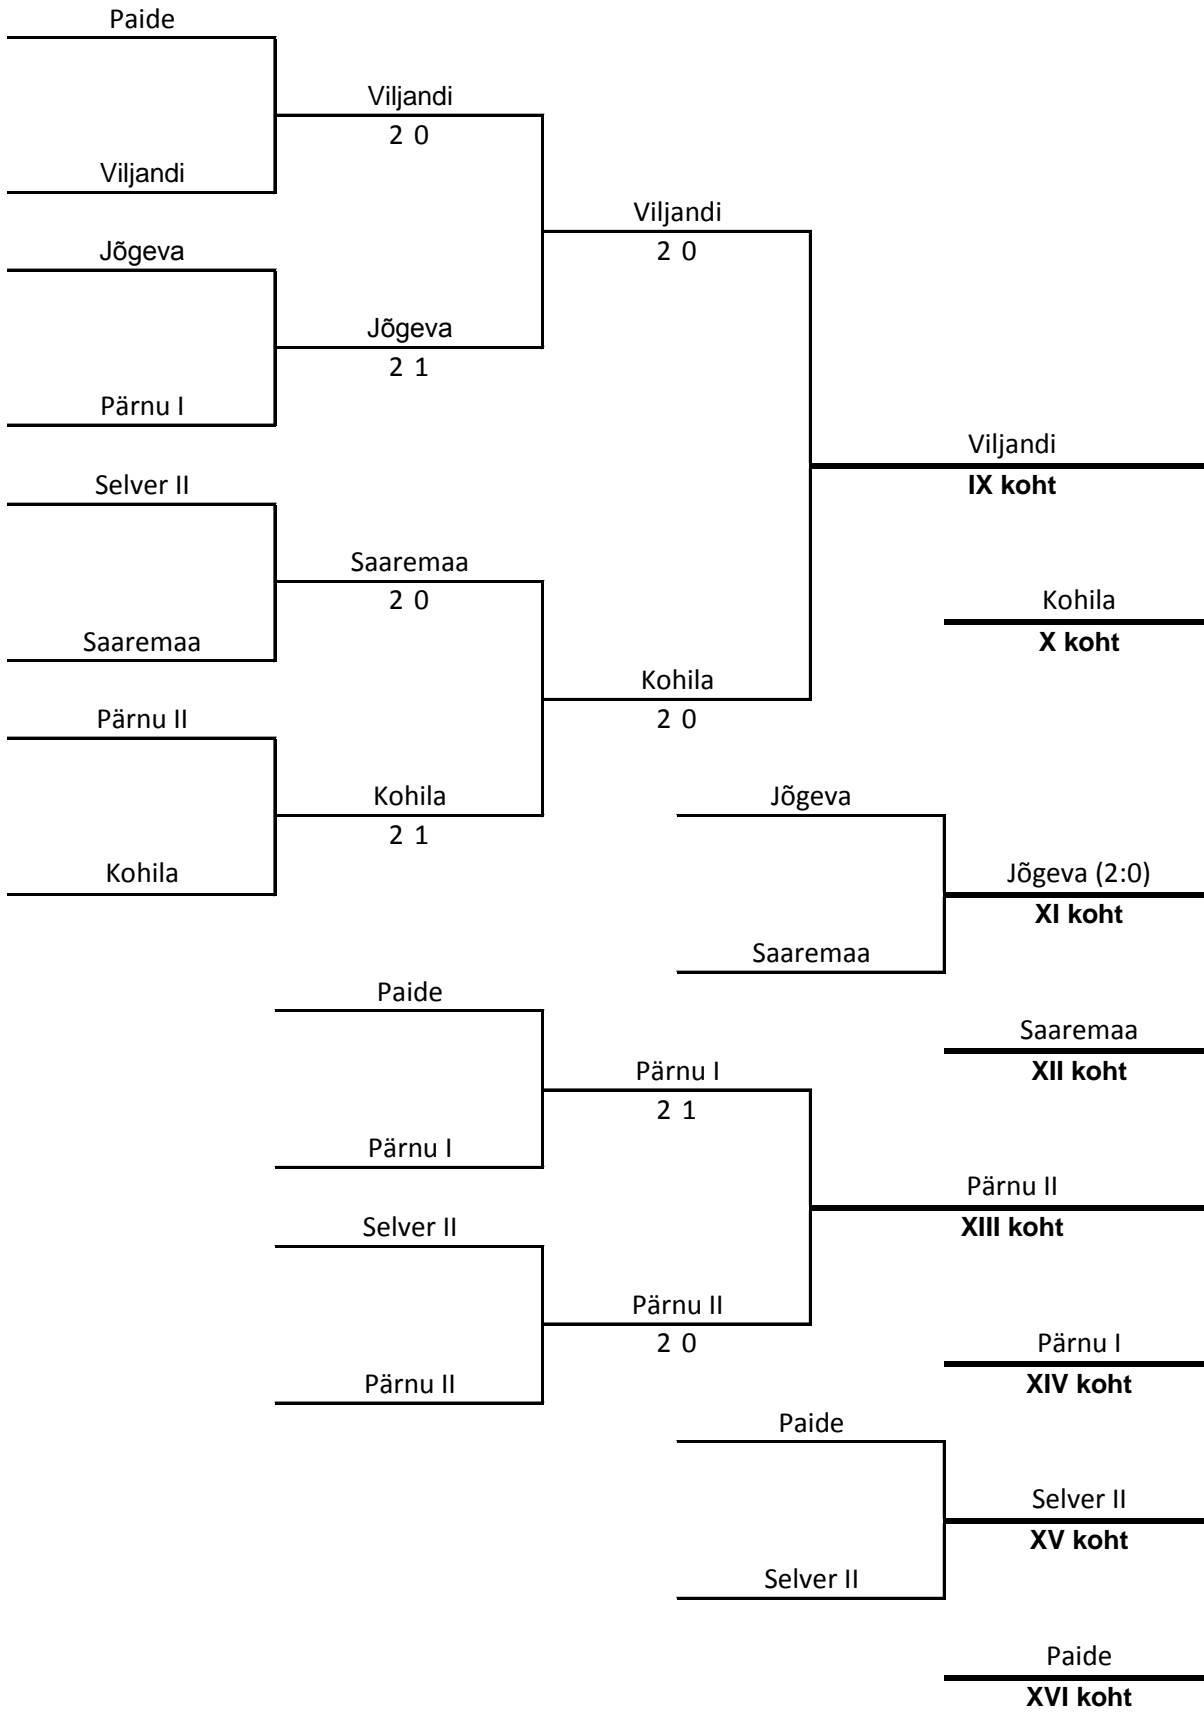 Paide
Viljandi
2 0
Viljandi
Viljandi
2 0
Jõgeva
Jõgeva
2 1
Pärnu I
Viljandi
IX koht
Selver II
Saaremaa
2 0
Kohila
X koht
Saaremaa
Kohila
2 0
Pärnu II
Kohila
2 1
Jõgeva
Kohila
Jõgeva (2:0)
XI koht
Saaremaa
Paide
Saaremaa
XII koht
Pärnu I
2 1
Pärnu I
Pärnu II
XIII koht
Selver II
Pärnu II
2 0
Pärnu I
XIV koht
Pärnu II
Paide
Selver II
XV koht
Selver II
Paide
XVI koht